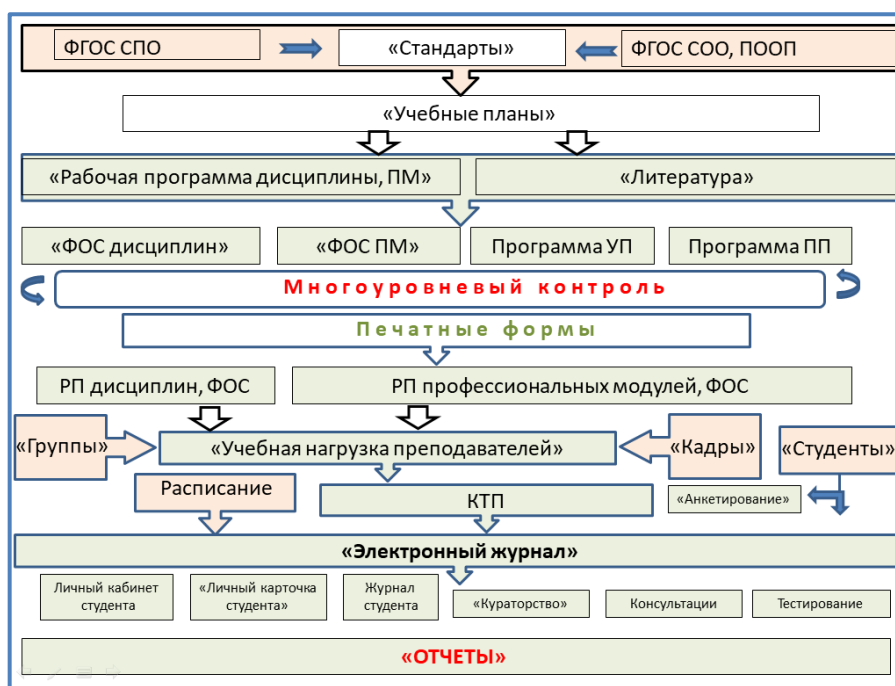 ФГОС СПО
«Стандарты»
ФГОС СОО, ПООП
«Учебные планы»
«Рабочая программа дисциплины, ПМ»
«Литература»
«ФОС дисциплин»
«ФОС ПМ»
Программа УП
Программа ПП
Многоуровневый контроль
Печатные формы
РП дисциплин, ФОС
РП профессиональных модулей, ФОС
«Группы»
«Учебная нагрузка преподавателей»
«Кадры»
«Студенты»
Расписание
КТП
«Анкетирование»
«Электронный журнал»
Личный кабинет
студента
«Личный карточка
студента»
Журнал
студента
«Кураторство»
Консультации
Тестирование
«ОТЧЕТЫ»